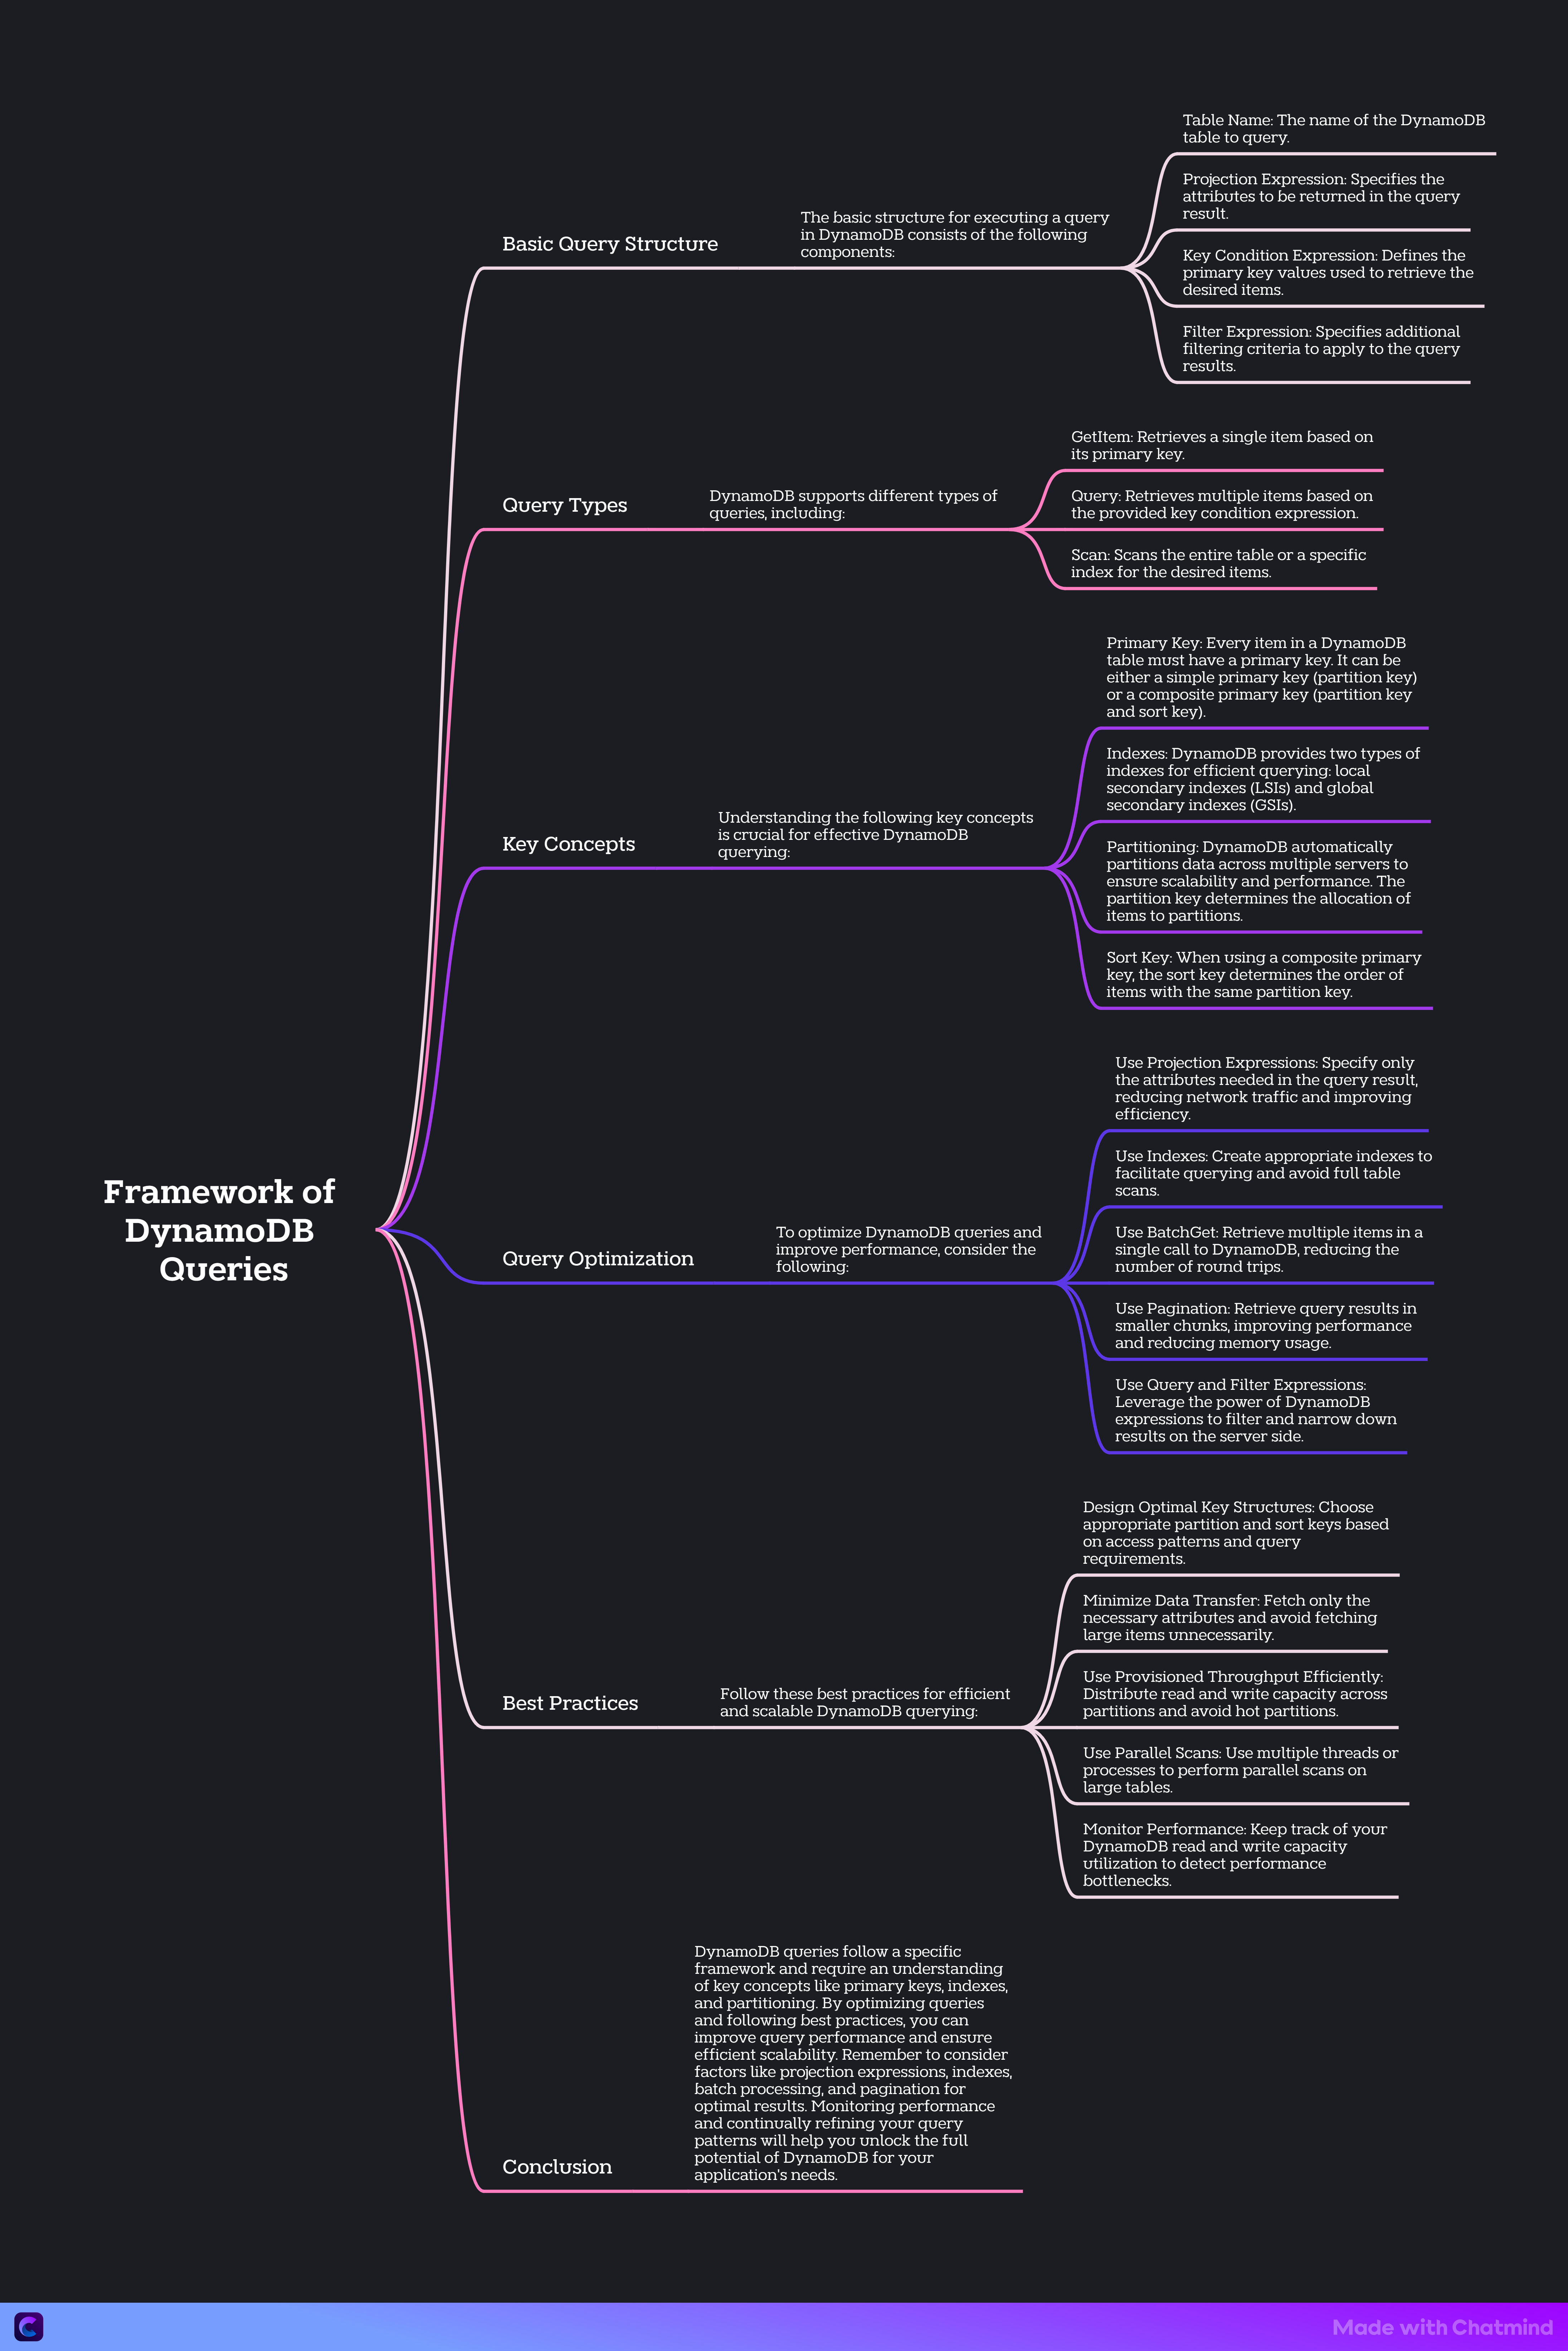 Framework of
DynamoDB
Queries
Basic Query Structure
The basic structure for executing a query
in DynamoDB consists of the following
components:
Table Name: The name of the DynamoDB
table to query.
Projection Expression: Specifies the
attributes to be returned in the query
result.
Key Condition Expression: Defines the
primary key values used to retrieve the
desired items.
Filter Expression: Specifies additional
filtering criteria to apply to the query
results.
Query Types
DynamoDB supports different types of
queries, including:
GetItem: Retrieves a single item based on
its primary key.
Query: Retrieves multiple items based on
the provided key condition expression.
Scan: Scans the entire table or a specific
index for the desired items.
Key Concepts
Understanding the following key concepts
is crucial for effective DynamoDB
querying:
Primary Key: Every item in a DynamoDB
table must have a primary key. It can be
either a simple primary key (partition key)
or a composite primary key (partition key
and sort key).
Indexes: DynamoDB provides two types of
indexes for efficient querying: local
secondary indexes (LSIs) and global
secondary indexes (GSIs).
Partitioning: DynamoDB automatically
partitions data across multiple servers to
ensure scalability and performance. The
partition key determines the allocation of
items to partitions.
Sort Key: When using a composite primary
key, the sort key determines the order of
items with the same partition key.
Query Optimization
To optimize DynamoDB queries and
improve performance, consider the
following:
Use Projection Expressions: Specify only
the attributes needed in the query result,
reducing network traffic and improving
efficiency.
Use Indexes: Create appropriate indexes to
facilitate querying and avoid full table
scans.
Use BatchGet: Retrieve multiple items in a
single call to DynamoDB, reducing the
number of round trips.
Use Pagination: Retrieve query results in
smaller chunks, improving performance
and reducing memory usage.
Use Query and Filter Expressions:
Leverage the power of DynamoDB
expressions to filter and narrow down
results on the server side.
Best Practices
Follow these best practices for efficient
and scalable DynamoDB querying:
Design Optimal Key Structures: Choose
appropriate partition and sort keys based
on access patterns and query
requirements.
Minimize Data Transfer: Fetch only the
necessary attributes and avoid fetching
large items unnecessarily.
Use Provisioned Throughput Efficiently:
Distribute read and write capacity across
partitions and avoid hot partitions.
Use Parallel Scans: Use multiple threads or
processes to perform parallel scans on
large tables.
Monitor Performance: Keep track of your
DynamoDB read and write capacity
utilization to detect performance
bottlenecks.
Conclusion
DynamoDB queries follow a specific
framework and require an understanding
of key concepts like primary keys, indexes,
and partitioning. By optimizing queries
and following best practices, you can
improve query performance and ensure
efficient scalability. Remember to consider
factors like projection expressions, indexes,
batch processing, and pagination for
optimal results. Monitoring performance
and continually refining your query
patterns will help you unlock the full
potential of DynamoDB for your
application's needs.
Made with Chatmind